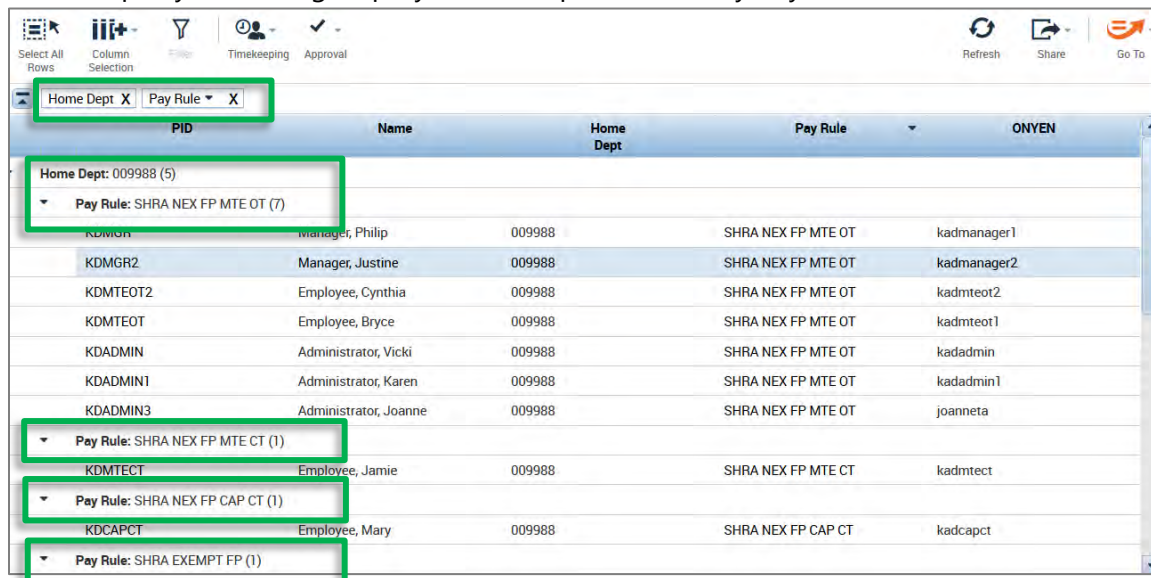 Select All Rows
Column Selection
Timekeeping
Approval
Refresh
Share
Go To
Home Dept X Pay Rule X
PID Name Home Dept Pay Rule ONYEN
Home Dept: 009988 (5)
Pay Rule: SHRA NEX FP MTE OT (7)
KDMGR Manager, Philip 009988 SHRA NEX FP MTE OT kadmanager1
KDMGR2 Manager, Justine 009988 SHRA NEX FP MTE OT kadmanager2
KDMTEOT2 Employee, Cynthia 009988 SHRA NEX FP MTE OT kadmteot2
KDMTEOT Employee, Bryce 009988 SHRA NEX FP MTE OT kadmteot1
KDADMIN Administrator, Vicki 009988 SHRA NEX FP MTE OT kadadmin
KDADMIN1 Administrator, Karen 009988 SHRA NEX FP MTE OT kadadmin1
KDADMIN3 Administrator, Joanne 009988 SHRA NEX FP MTE OT joanneta
Pay Rule: SHRA NEX FP MTE CT (1)
KDMTECT Employee, Jamie 009988 SHRA NEX FP MTE CT kadmtect
Pay Rule: SHRA NEX FP CAP CT (1)
KDCAPCT Employee, Mary 009988 SHRA NEX FP CAP CT kadcapct
Pay Rule: SHRA EXEMPT FP (1)